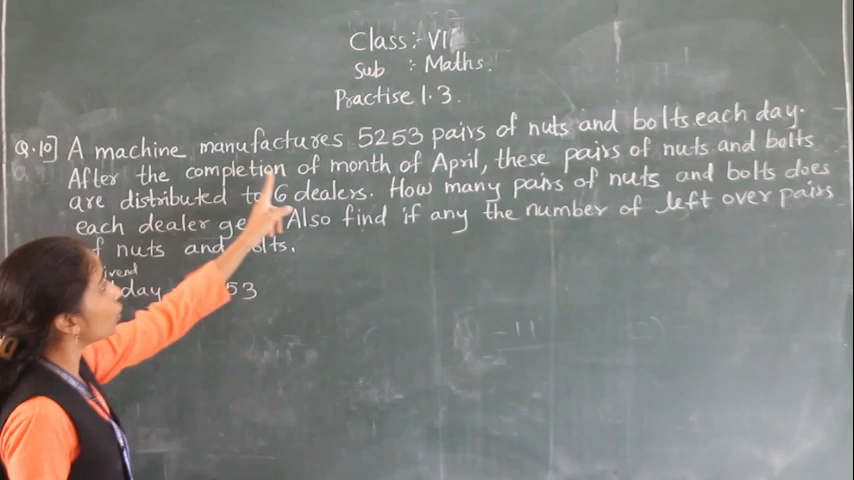 Class:- VI
Sub :- Maths.
Practise 1.3.
Q.10] A machine manufactures 5253 pairs of nuts and bolts each day.
After the completion of month of April, these pairs of nuts and bolts
are distributed to 6 dealers. How many pairs of nuts and bolts does
each dealer Also find if any the number of left over pairs
nuts and bolts.
day 53